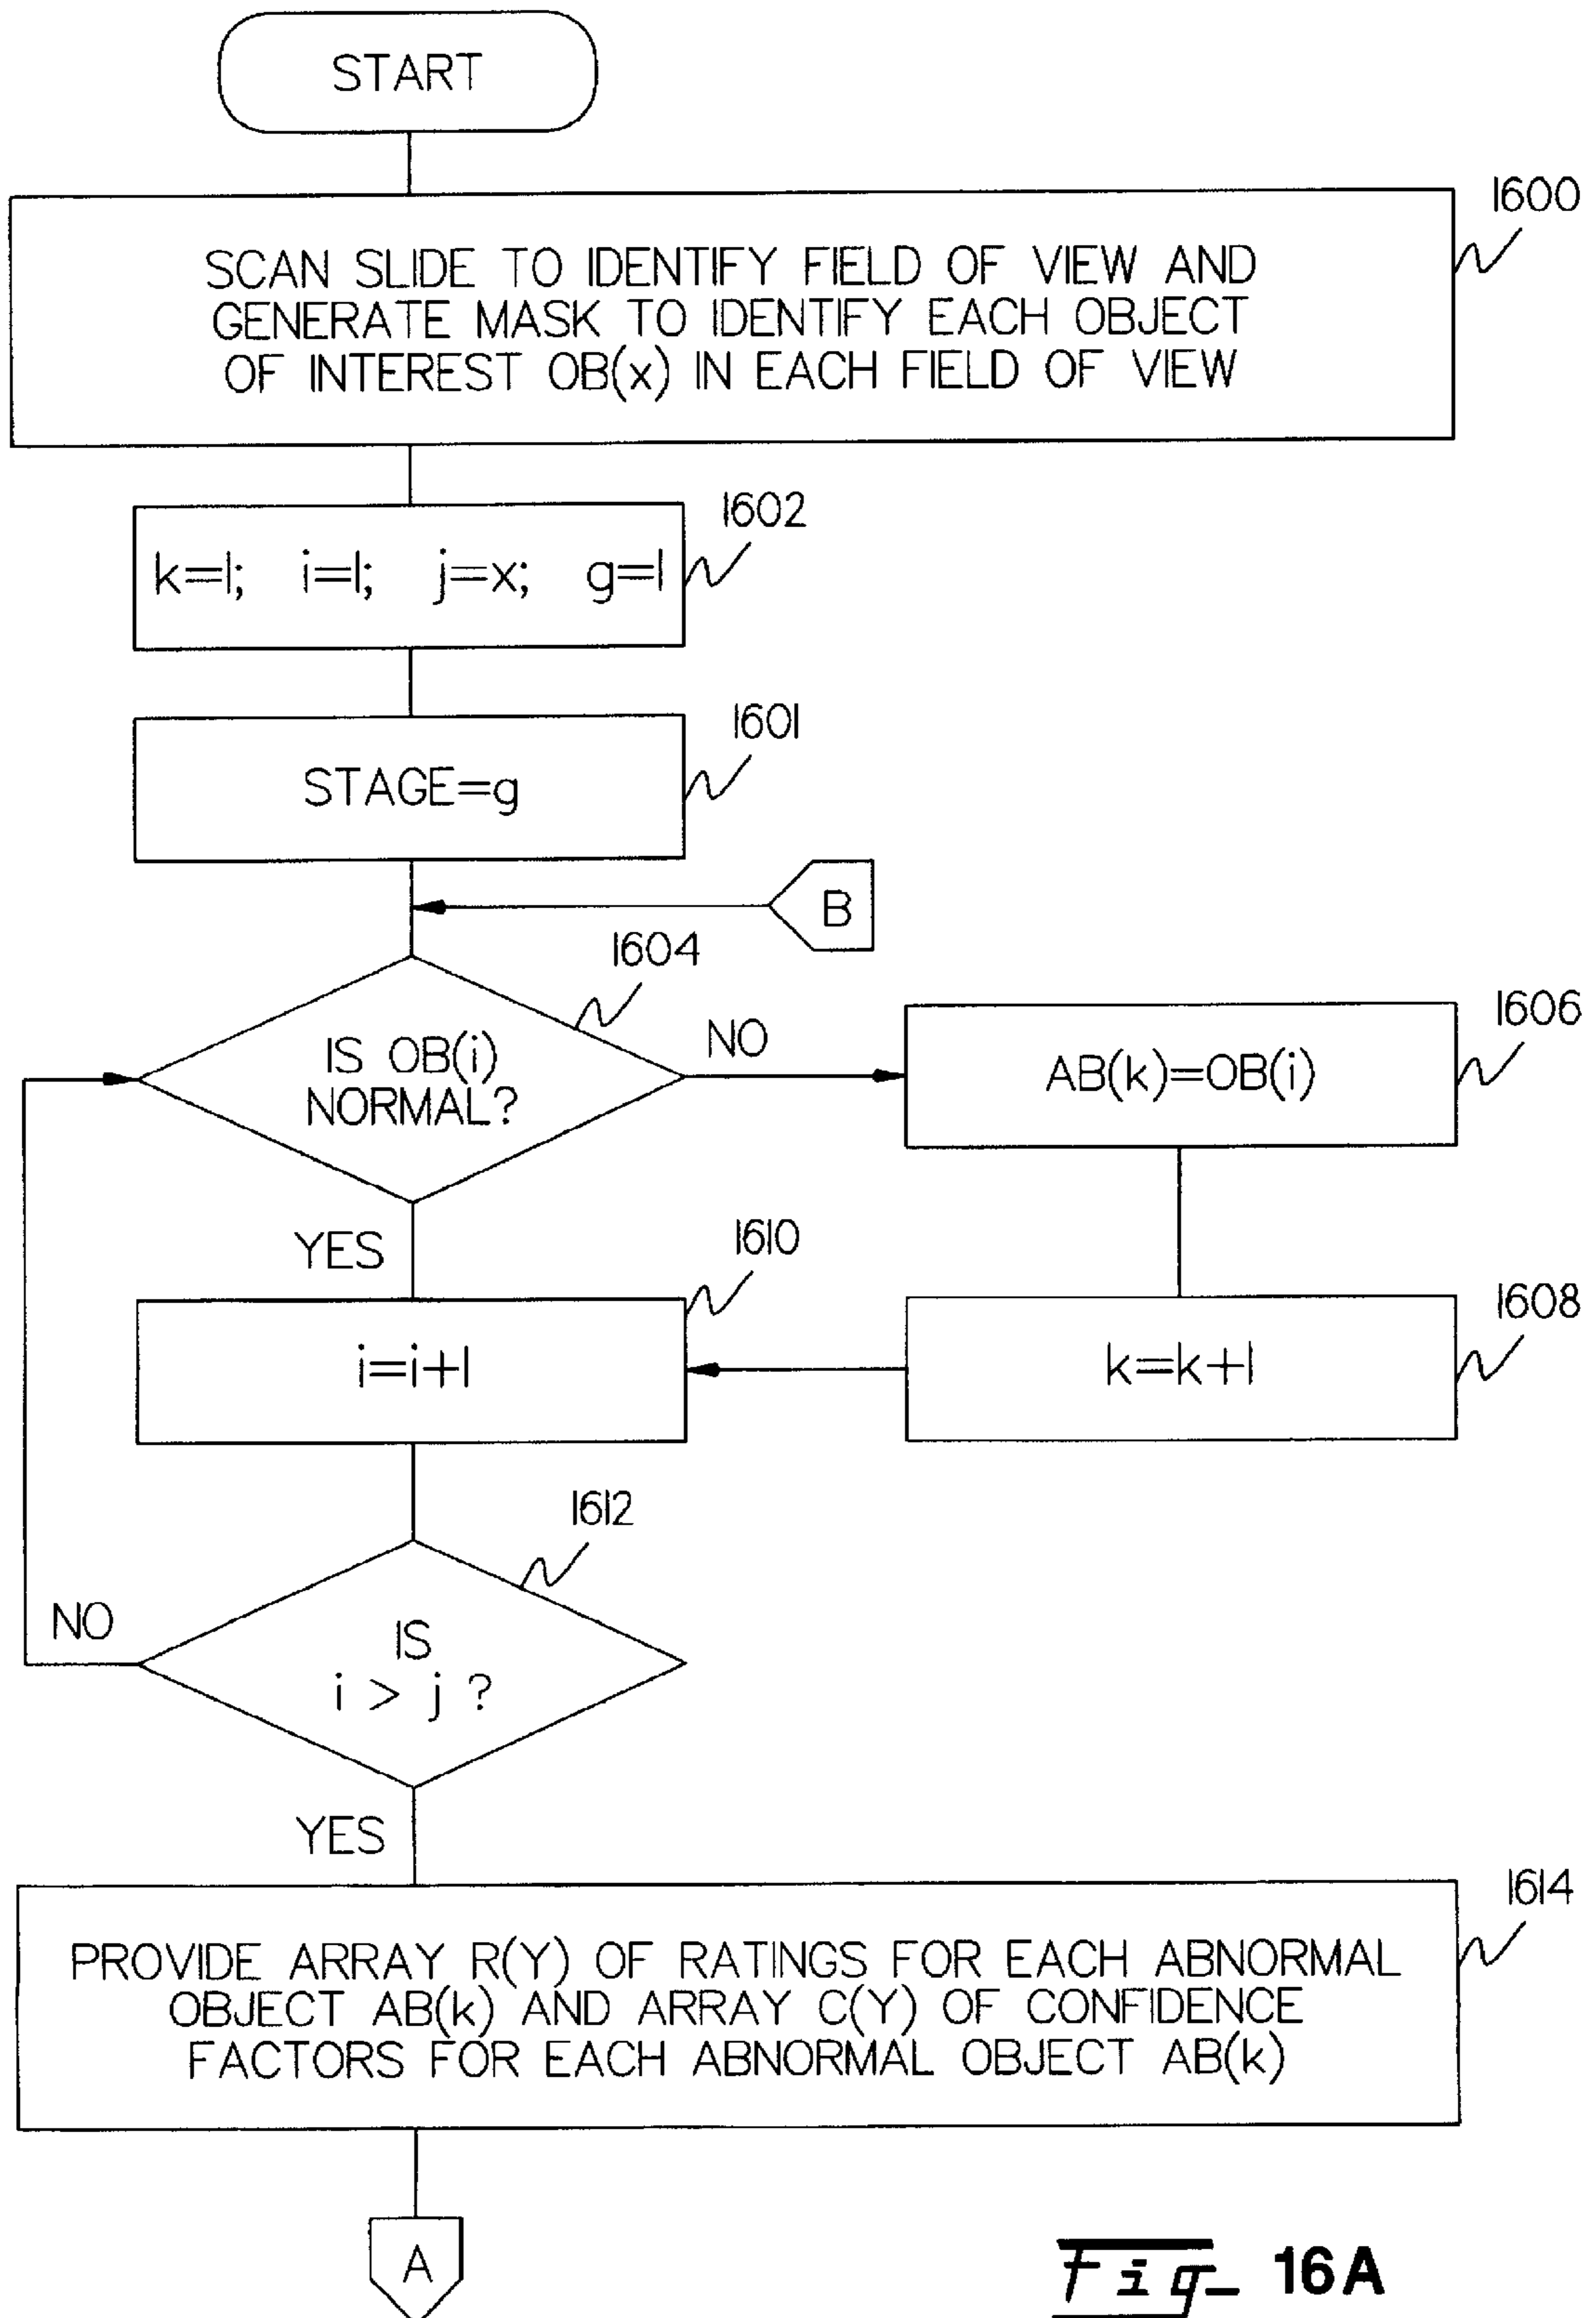 START
1600
SCAN SLIDE TO IDENTIFY FIELD OF VIEW AND
GENERATE MASK TO IDENTIFY EACH OBJECT
OF INTEREST OB(x) IN EACH FIELD OF VIEW
1602
k=1; i=1; j=x; g=1
1601
STAGE=g
B
1604
IS OB(i)
NORMAL?
NO
1606
AB(k)=OB(i)
YES
1610
i=i+1
1608
k=k+1
1612
IS
i > j ?
NO
YES
1614
PROVIDE ARRAY R(Y) OF RATINGS FOR EACH ABNORMAL
OBJECT AB(k) AND ARRAY C(Y) OF CONFIDENCE
FACTORS FOR EACH ABNORMAL OBJECT AB(k)
A
Fig_ 16A